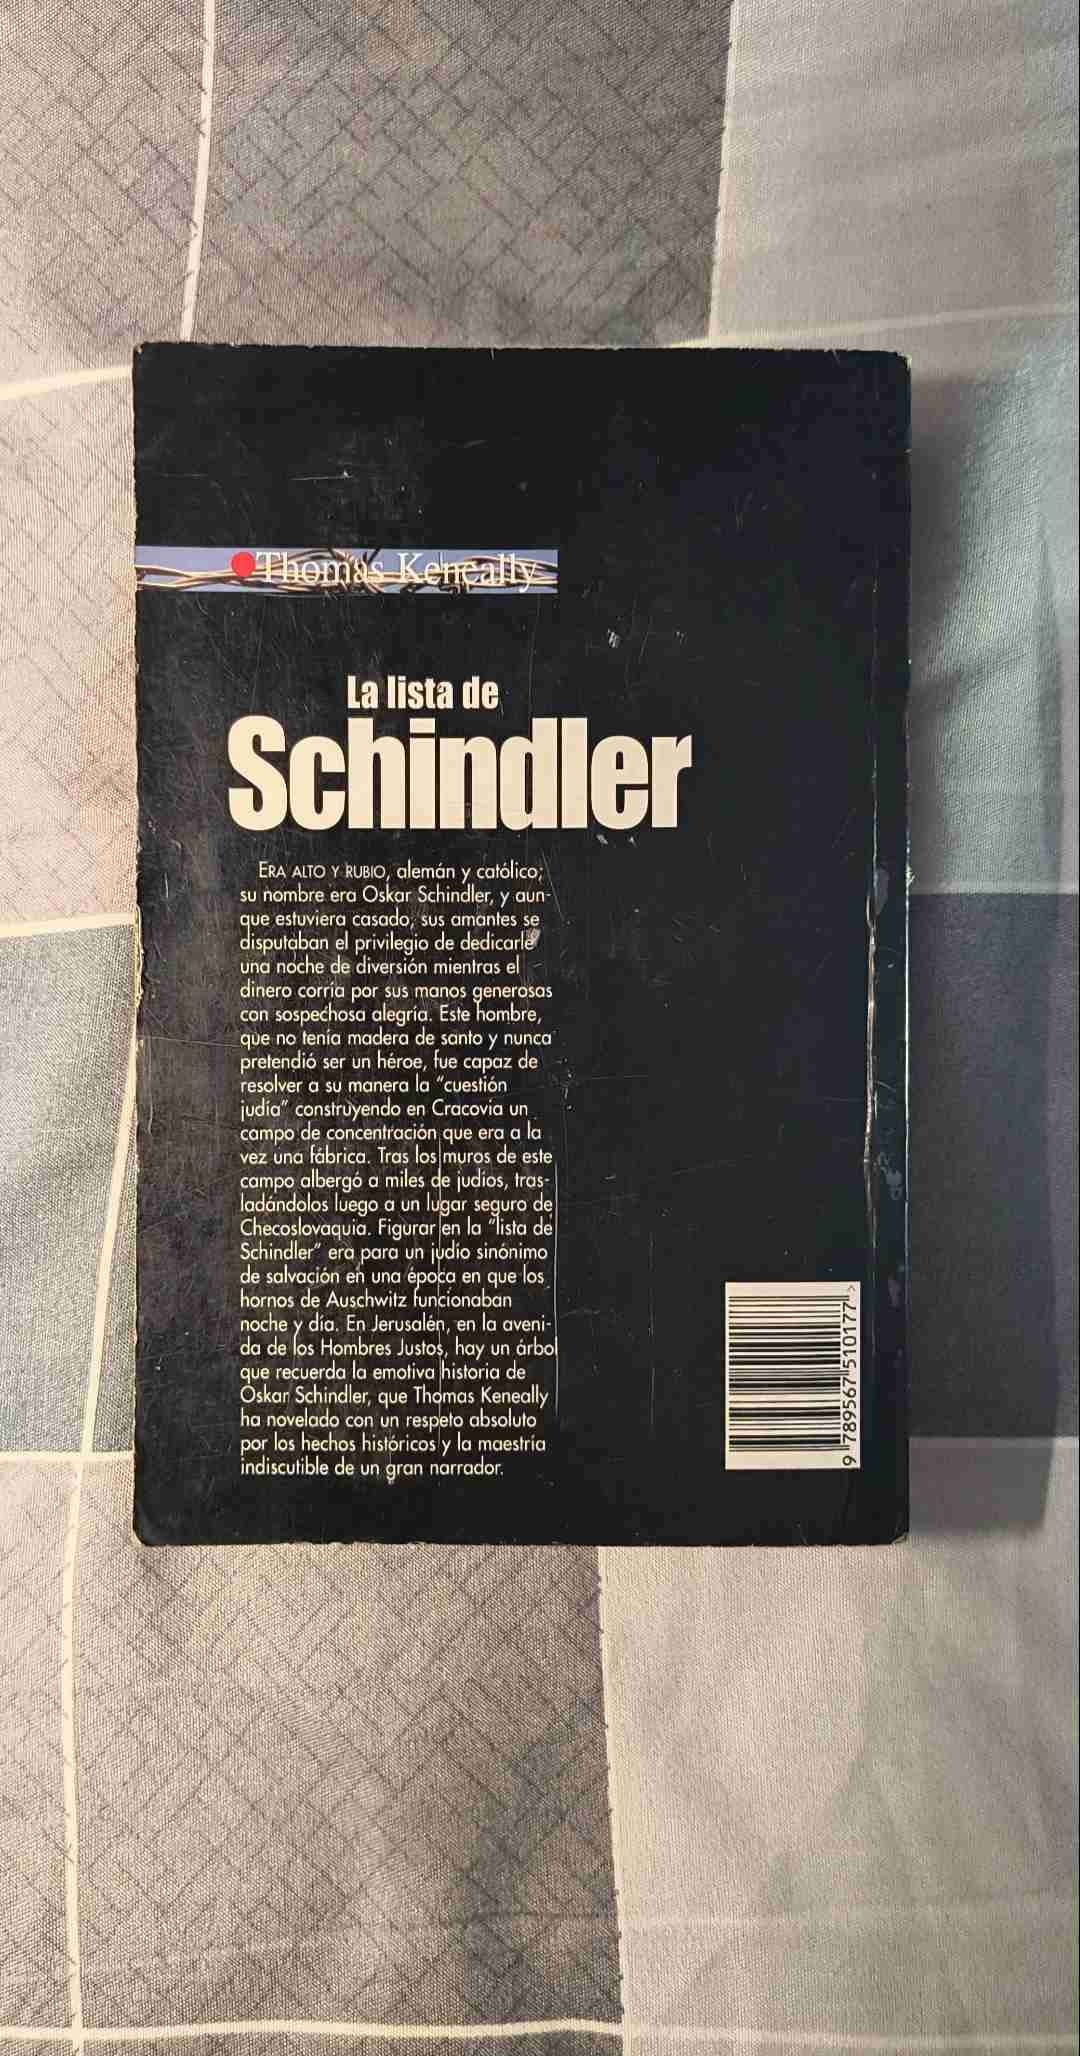 Thomas Keneally
La lista de
Schindler
ERA ALTO Y RUBIO, alemán y católico;
su nombre era Oskar Schindler, y aun-
que estuviera casado, sus amantes se
disputaban el privilegio de dedicarle
una noche de diversión mientras el
dinero corría por sus manos generosas
con sospechosa alegría. Este hombre,
que no tenía madera de santo y nunca
pretendió ser un héroe, fue capaz de
resolver a su manera la “cuestión
judía” construyendo en Cracovia un
campo de concentración que era a la
vez una fábrica. Tras los muros de este
campo albergó a miles de judíos, tras-
ladándolos luego a un lugar seguro de
Checoslovaquia. Figurar en la “lista de
Schindler” era para un judío sinónimo
de salvación en una época en que los
hornos de Auschwitz funcionaban
noche y día. En Jerusalén, en la aveni-
da de los Hombres Justos, hay un árbol
que recuerda la emotiva historia de
Oskar Schindler, que Thomas Keneally
ha novelado con un respeto absoluto
por los hechos históricos y la maestría
indiscutible de un gran narrador.
9 789567 510177 >